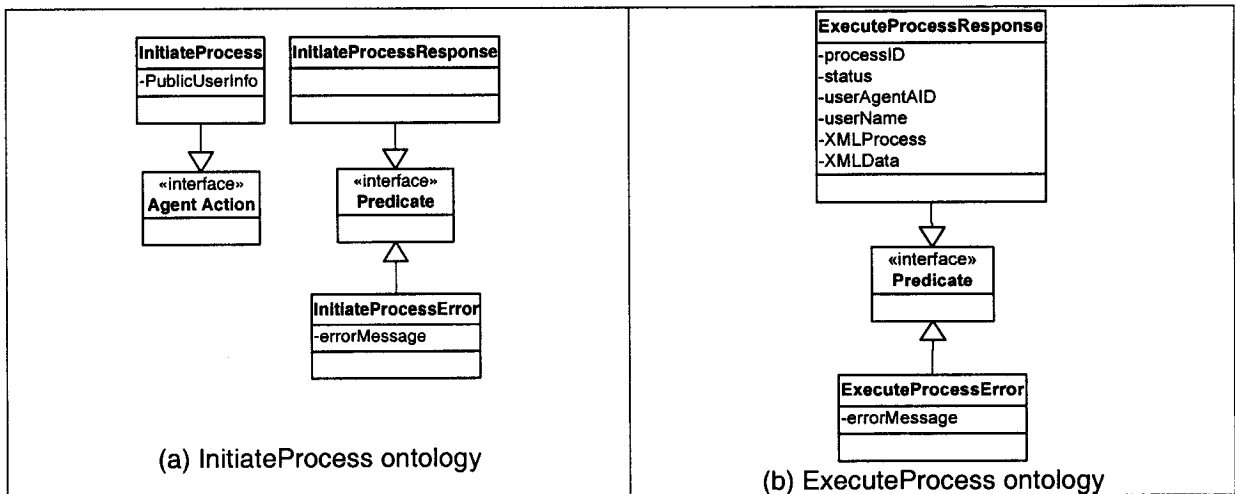 InitiateProcess
-PublicUserInfo
«interface»
Agent Action
InitiateProcessResponse
«interface»
Predicate
InitiateProcessError
-errorMessage
(a) InitiateProcess ontology
ExecuteProcessResponse
-processID
-status
-userAgentAID
-userName
-XMLProcess
-XMLData
«interface»
Predicate
ExecuteProcessError
-errorMessage
(b) ExecuteProcess ontology